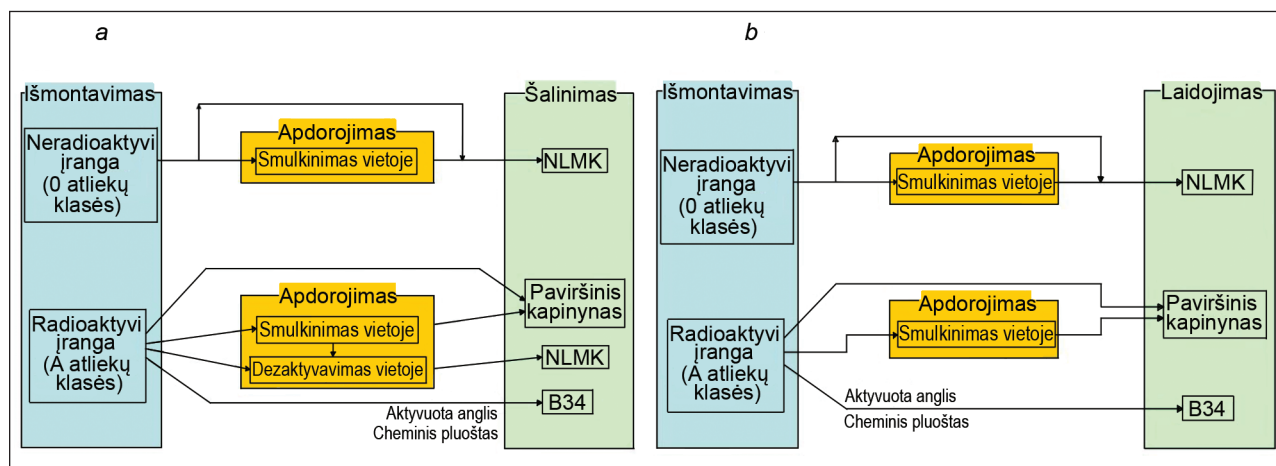 a
Išmontavimas
Neradioaktyvi
įranga
(0 atliekų
klasės)
Apdorojimas
Smulkinimas vietoje
Šalinimas
NLMK
Radioaktyvi
įranga
(A atliekų
klasės)
Apdorojimas
Smulkinimas vietoje
Dezaktyvavimas vietoje
Paviršinis
kapinynas
NLMK
B34
Aktyvuota anglis
Cheminis pluoštas
b
Išmontavimas
Neradioaktyvi
įranga
(0 atliekų
klasės)
Apdorojimas
Smulkinimas vietoje
Laidojimas
NLMK
Radioaktyvi
įranga
(A atliekų
klasės)
Apdorojimas
Smulkinimas vietoje
Paviršinis
kapinynas
Aktyvuota anglis
Cheminis pluoštas
B34